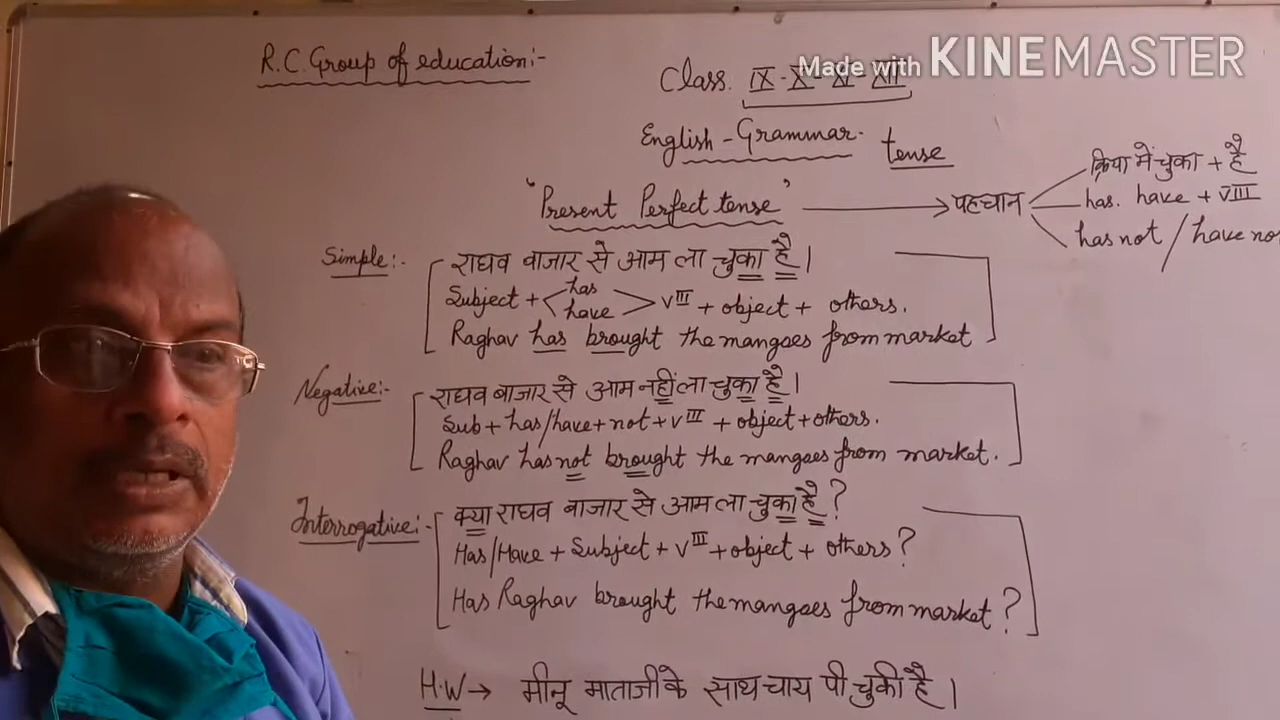 R.C. Group of education:-
Made with KINEMASTER
Class. IX - X - XI - XII
English - Grammar - tense
"Present Perfect tense" → पहचान
क्रिया में चुका + है
has. have + VIII
has not / have no
Simple:- राघव बाजार से आम ला चुका है।
Subject + has have VIII + object + others.
Raghav has brought the mangoes from market
Negative:- राघव बाजार से आम नहीं ला चुका है।
Sub + has/have + not + VIII + object + others.
Raghav has not brought the mangoes from market.
Interrogative:- क्या राघव बाजार से आम ला चुका है?
Has/Have + Subject + VIII + object + others?
Has Raghav brought the mangoes from market?
H.W → मीनू माताजी के साथ चाय पी चुकी है।